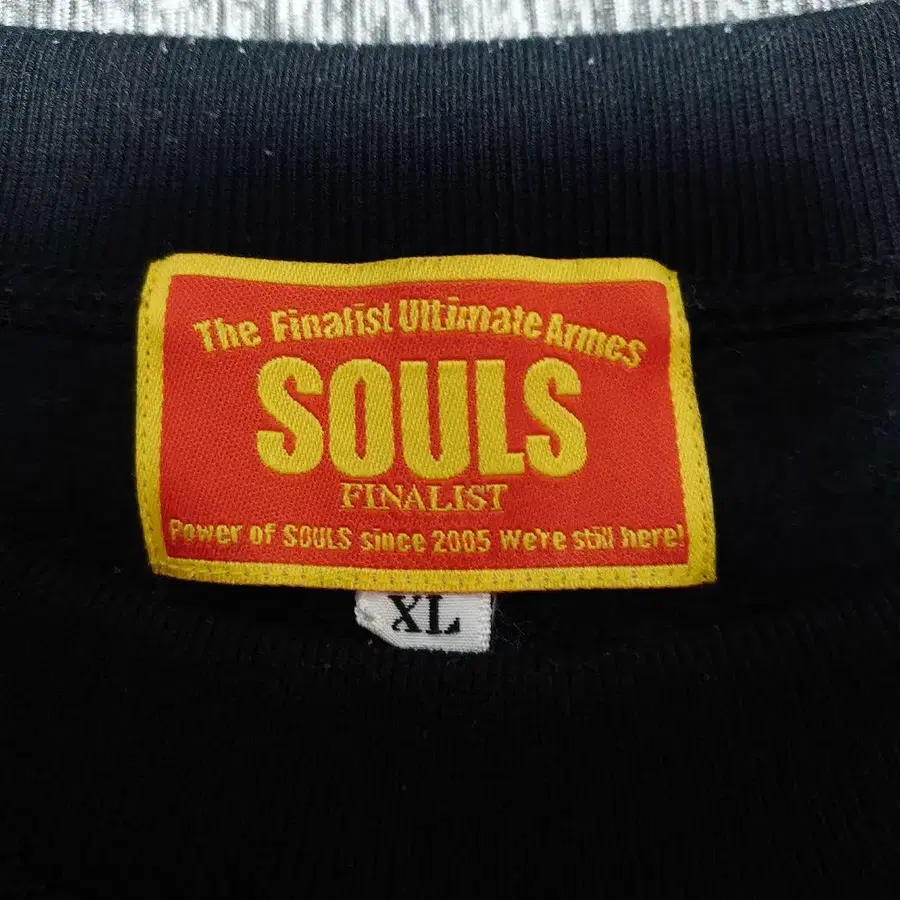 The Finalist Ultimate Armes
SOULS
FINALIST
Power of SOULS since 2005 We're still here!
XL